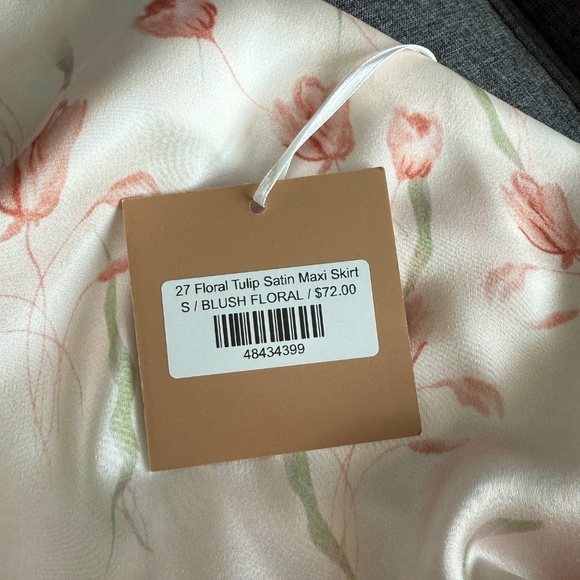 27 Floral Tulip Satin Maxi Skirt
S / BLUSH FLORAL / $72.00
48434399